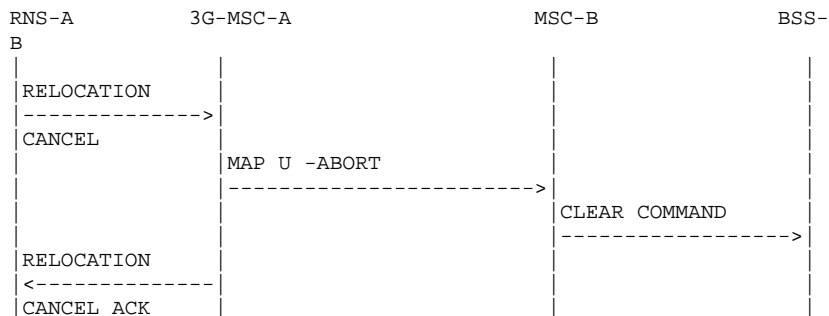 RNS-A 3G-MSC-A MSC-B BSS-
B
RELOCATION
CANCEL
MAP U -ABORT
CLEAR COMMAND
RELOCATION
CANCEL ACK